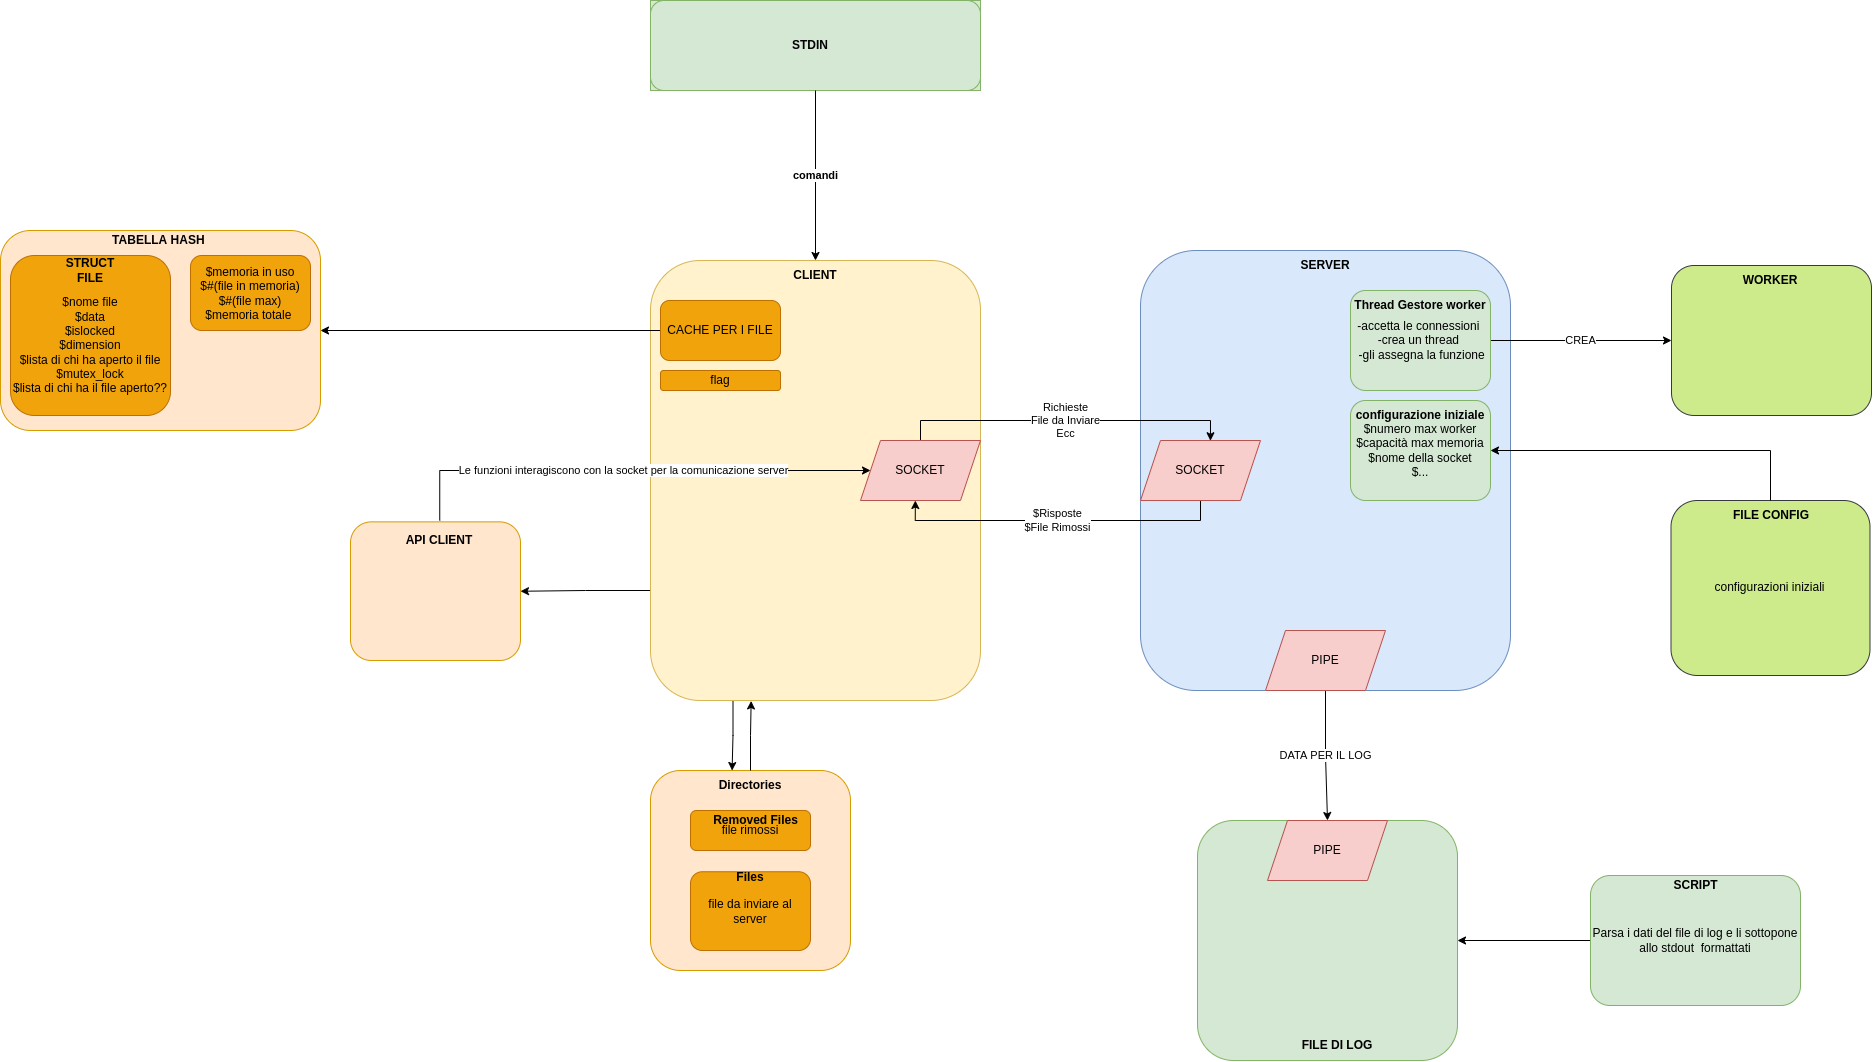 STDIN
comandi
TABELLA HASH
STRUCT
FILE
$nome file
$data
$islocked
$dimension
$lista di chi ha aperto il file
$mutex_lock
$lista di chi ha il file aperto??
$memoria in uso
$#(file in memoria)
$#(file max)
$memoria totale
CLIENT
CACHE PER I FILE
flag
SOCKET
Richieste
File da Inviare
Ecc
$Risposte
$File Rimossi
Le funzioni interagiscono con la socket per la comunicazione server
API CLIENT
SERVER
Thread Gestore worker
-accetta le connessioni
-crea un thread
-gli assegna la funzione
CREA
WORKER
configurazione iniziale
$numero max worker
$capacità max memoria
$nome della socket
$...
SOCKET
FILE CONFIG
configurazioni iniziali
PIPE
DATA PER IL LOG
Directories
Removed Files
file rimossi
Files
file da inviare al
server
PIPE
FILE DI LOG
SCRIPT
Parsa i dati del file di log e li sottopone
allo stdout formattati